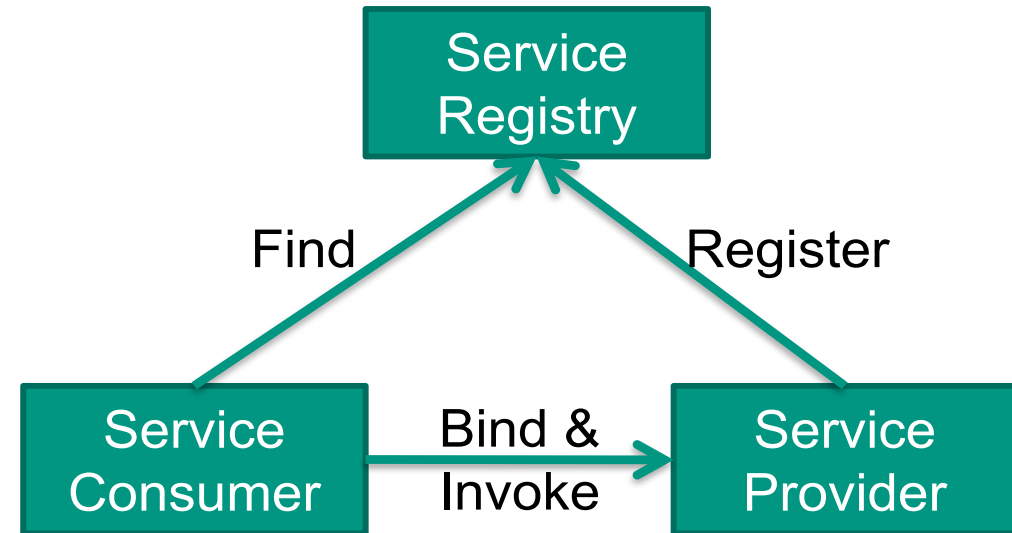 Service
Registry
Find
Register
Service
Consumer
Bind &
Invoke
Service
Provider